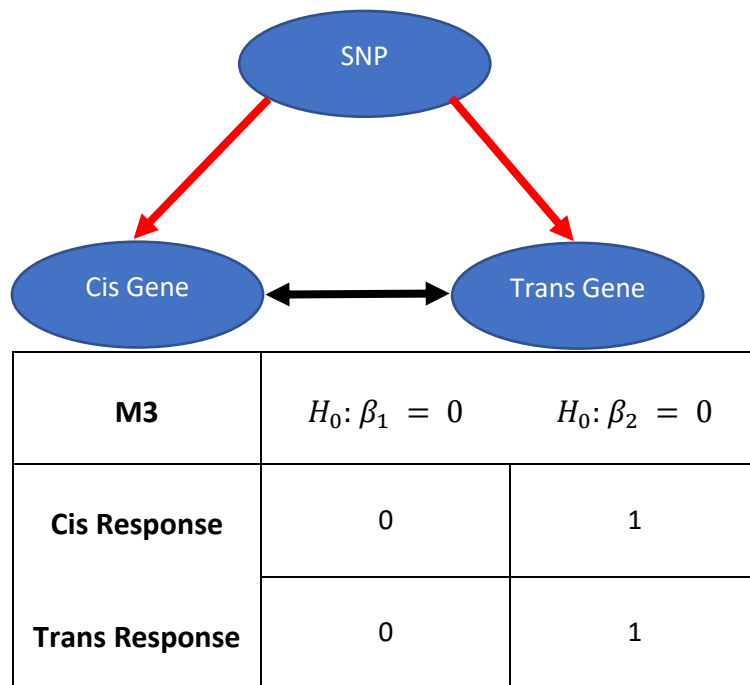 SNP
Cis Gene
Trans Gene
M3 H₀: β₁ = 0 H₀: β₂ = 0
Cis Response 0 1
Trans Response 0 1